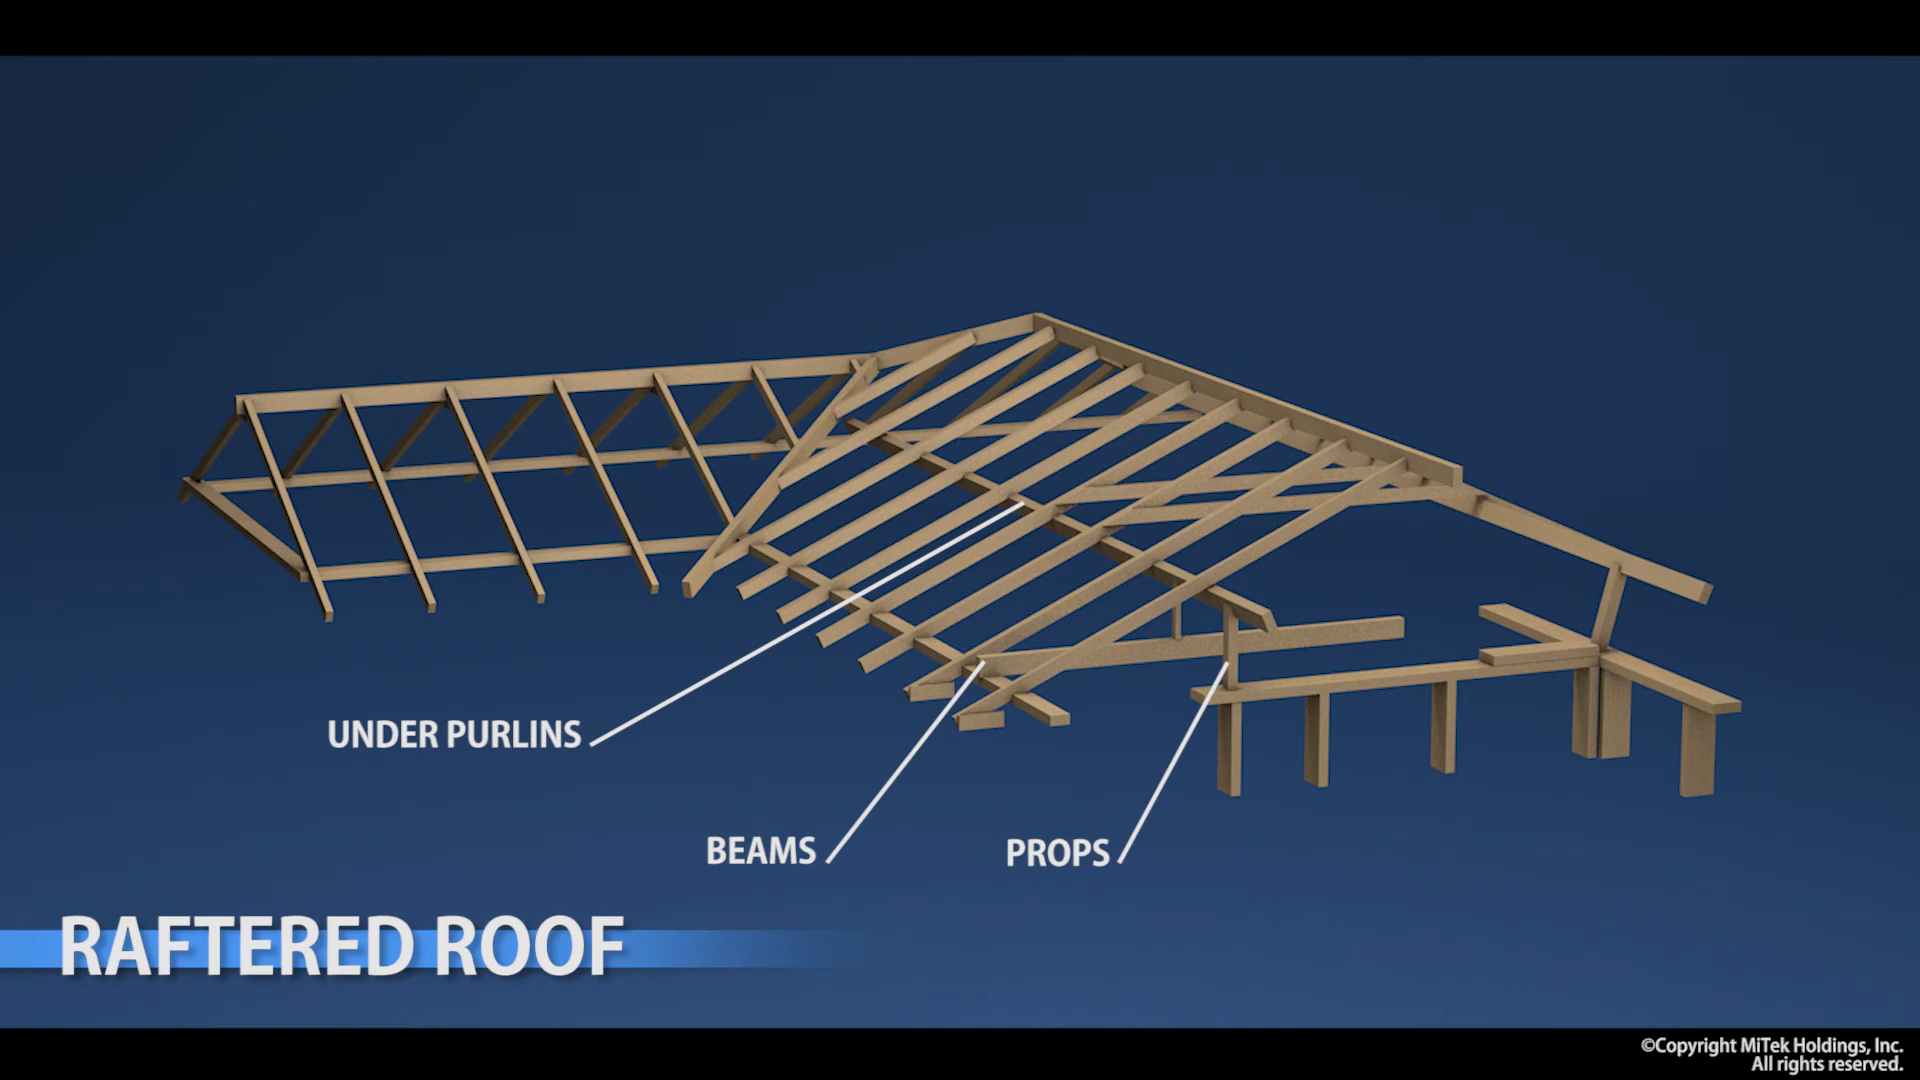 UNDER PURLINS
BEAMS
PROPS
RAFTERED ROOF
©Copyright MiTek Holdings, Inc.
All rights reserved.